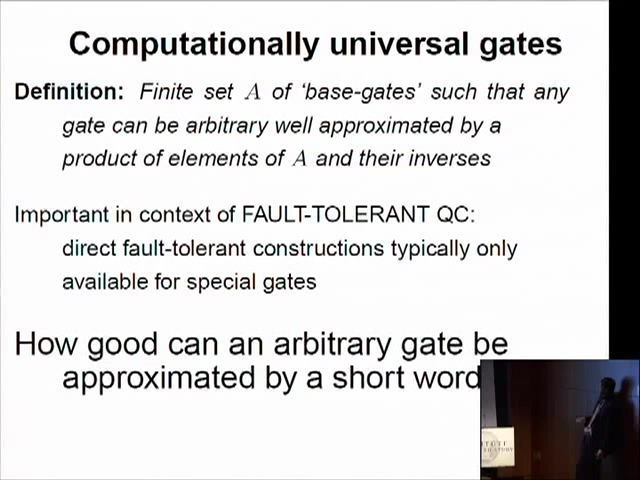 Computationally universal gates
Definition: Finite set A of ‘base-gates’ such that any
gate can be arbitrary well approximated by a
product of elements of A and their inverses
Important in context of FAULT-TOLERANT QC:
direct fault-tolerant constructions typically only
available for special gates
How good can an arbitrary gate be
approximated by a short word